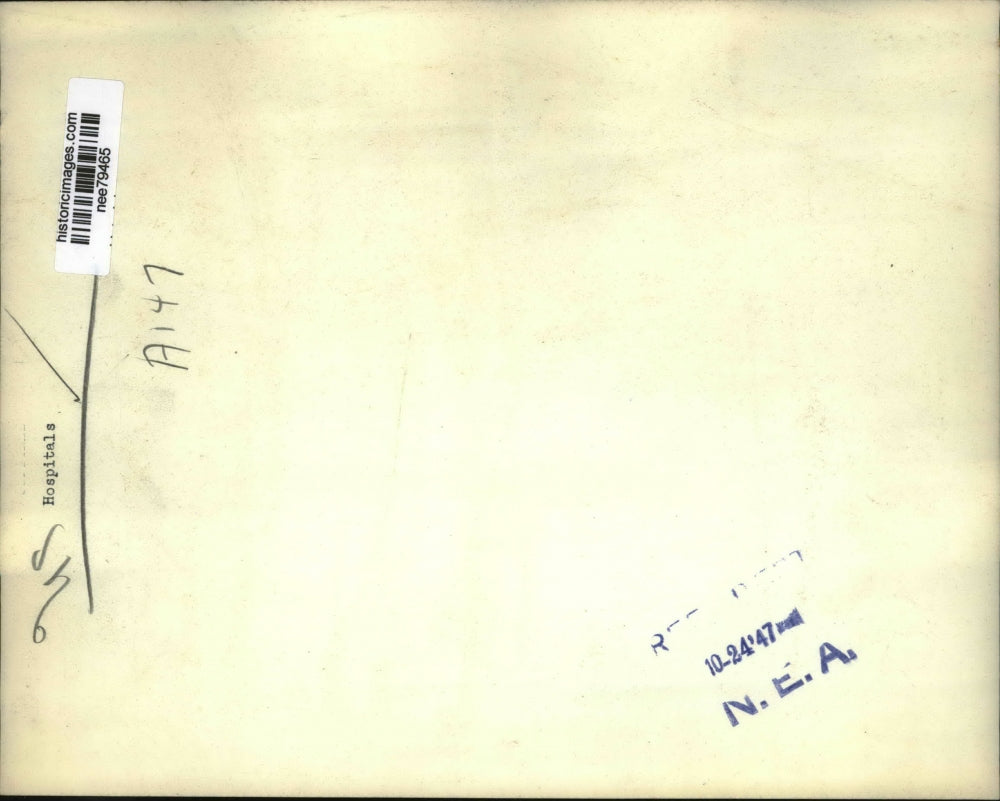 historicimages.com
nee79465
A147
Hospitals
10-24'47
N.E.A.